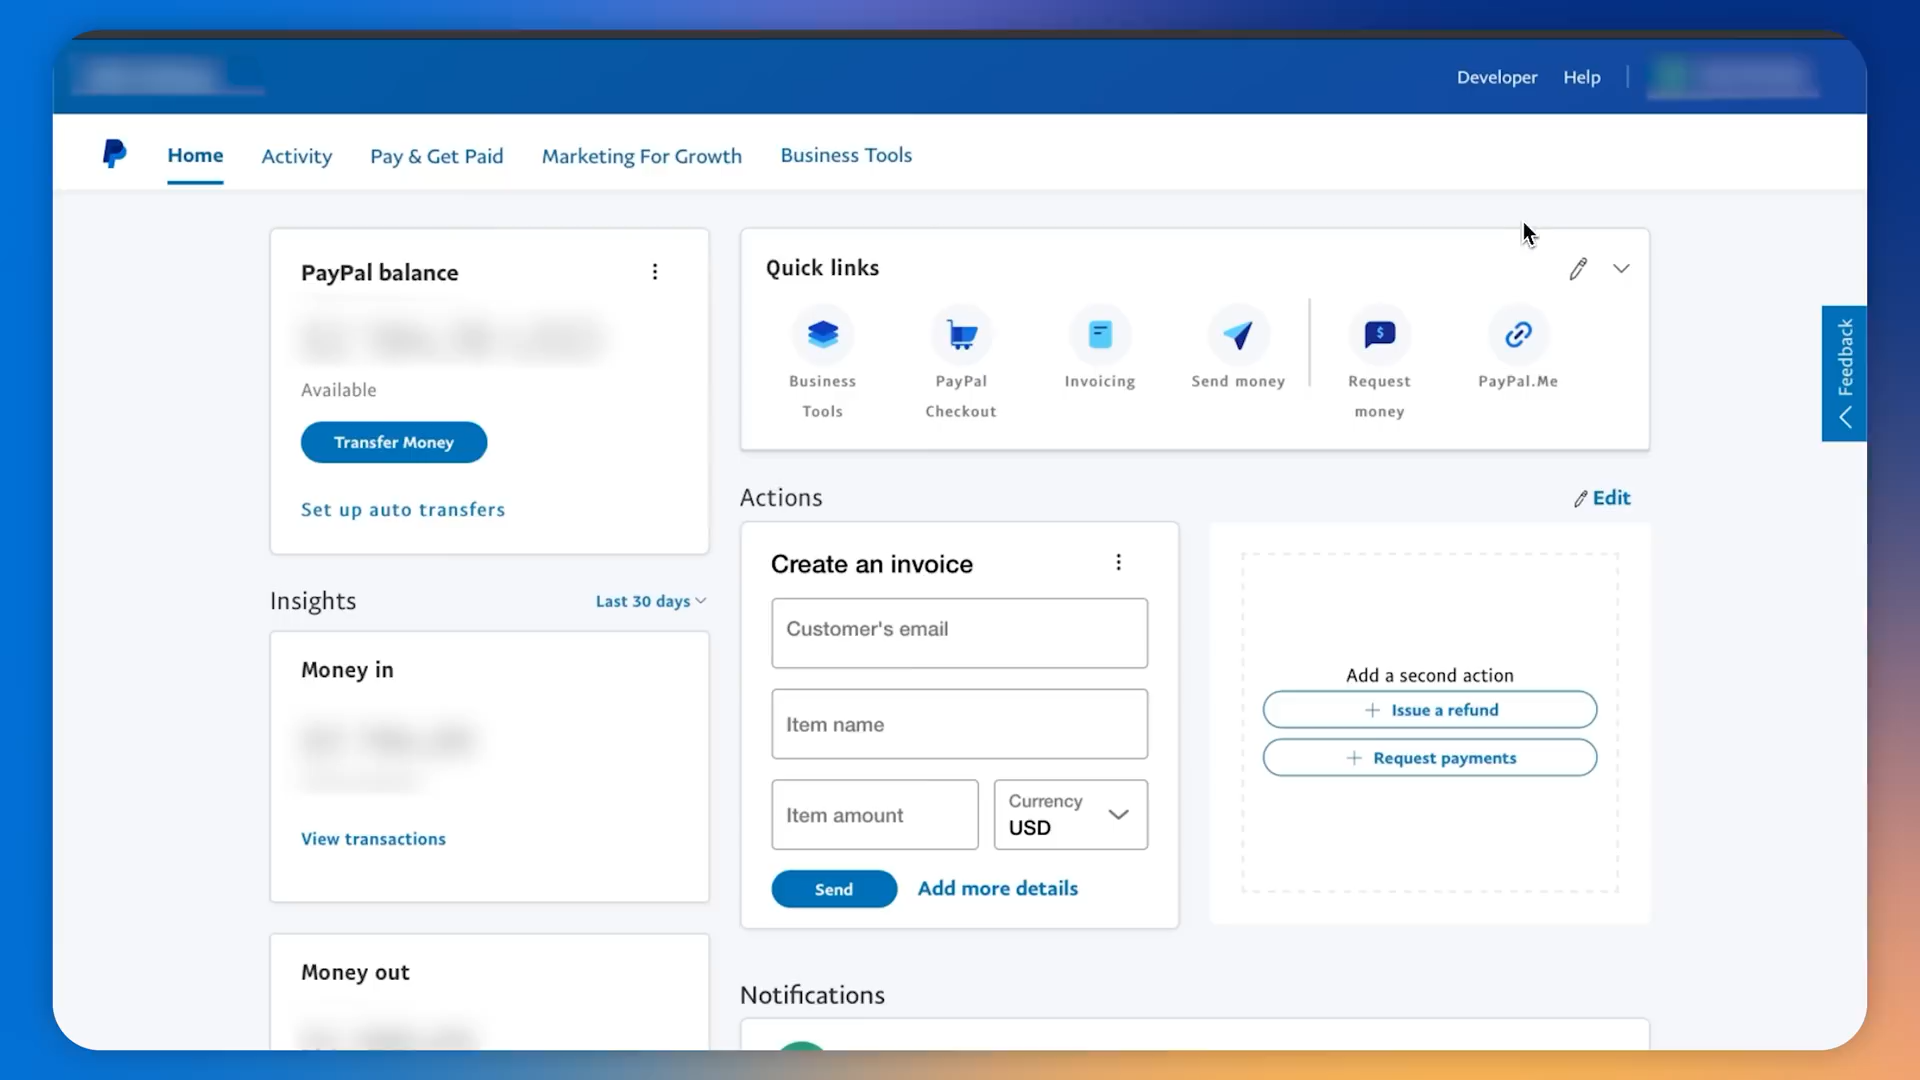 Developer
Help
Home
Activity
Pay & Get Paid
Marketing For Growth
Business Tools
PayPal balance
Available
Transfer Money
Set up auto transfers
Quick links
Business
Tools
PayPal
Checkout
Invoicing
Send money
$
Request
money
PayPal.Me
Feedback
Insights
Last 30 days
Money in
View transactions
Money out
Actions
Edit
Create an invoice
Customer's email
Item name
Item amount
Currency
USD
Send
Add more details
Add a second action
Issue a refund
Request payments
Notifications